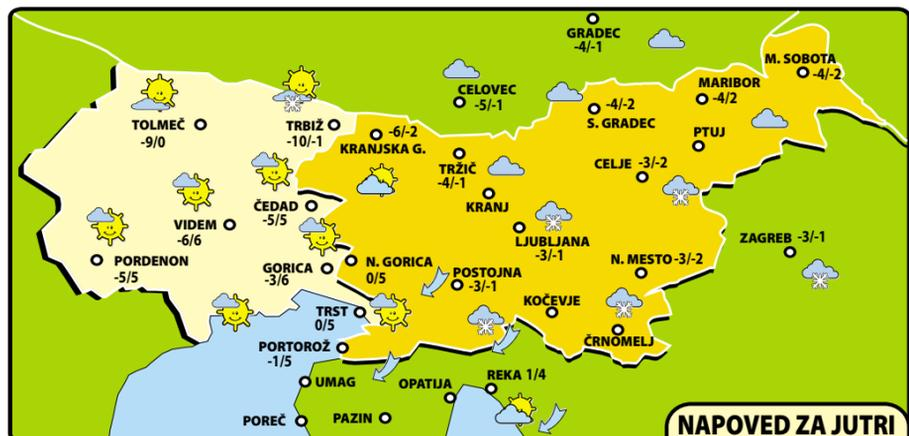 GRADEC
-4/-1
M. SOBOTA
-4/-2
CELOVEC
-5/-1
MARIBOR
-4/2
-4/-2
S. GRADEC
TOLMEČ
-9/0
TRBIŽ
-10/-1
-6/-2
KRANJSKA G.
PTUJ
TRŽIČ
-4/-1
CELJE -3/-2
KRANJ
ČEDAD
-5/5
VIDEM
-6/6
LJUBLJANA
-3/-1
ZAGREB -3/-1
PORDENON
-5/5
GORICA
-3/6
N. GORICA
0/5
POSTOJNA
-3/-1
N. MESTO -3/-2
KOČEVJE
TRST
0/5
ČRNOMELJ
PORTOROŽ
-1/5
UMAG
OPATIJA
REKA 1/4
POREČ
PAZIN
NAPOVED ZA JUTRI